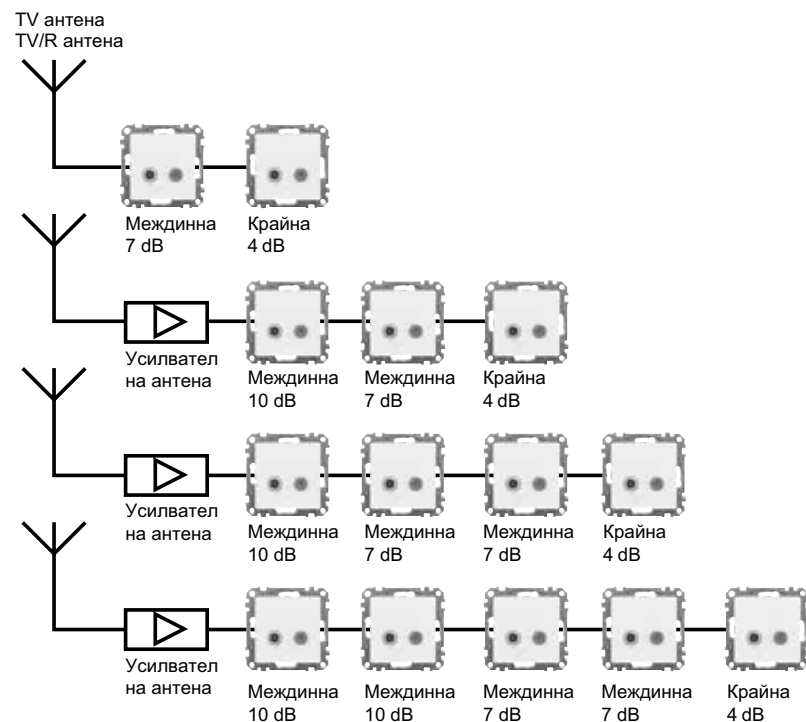 TV антена
TV/R антена
Междинна
7 dB
Крайна
4 dB
Усилвател
на антена
Междинна
10 dB
Междинна
7 dB
Крайна
4 dB
Усилвател
на антена
Междинна
10 dB
Междинна
7 dB
Междинна
7 dB
Крайна
4 dB
Усилвател
на антена
Междинна
10 dB
Междинна
10 dB
Междинна
7 dB
Междинна
7 dB
Крайна
4 dB